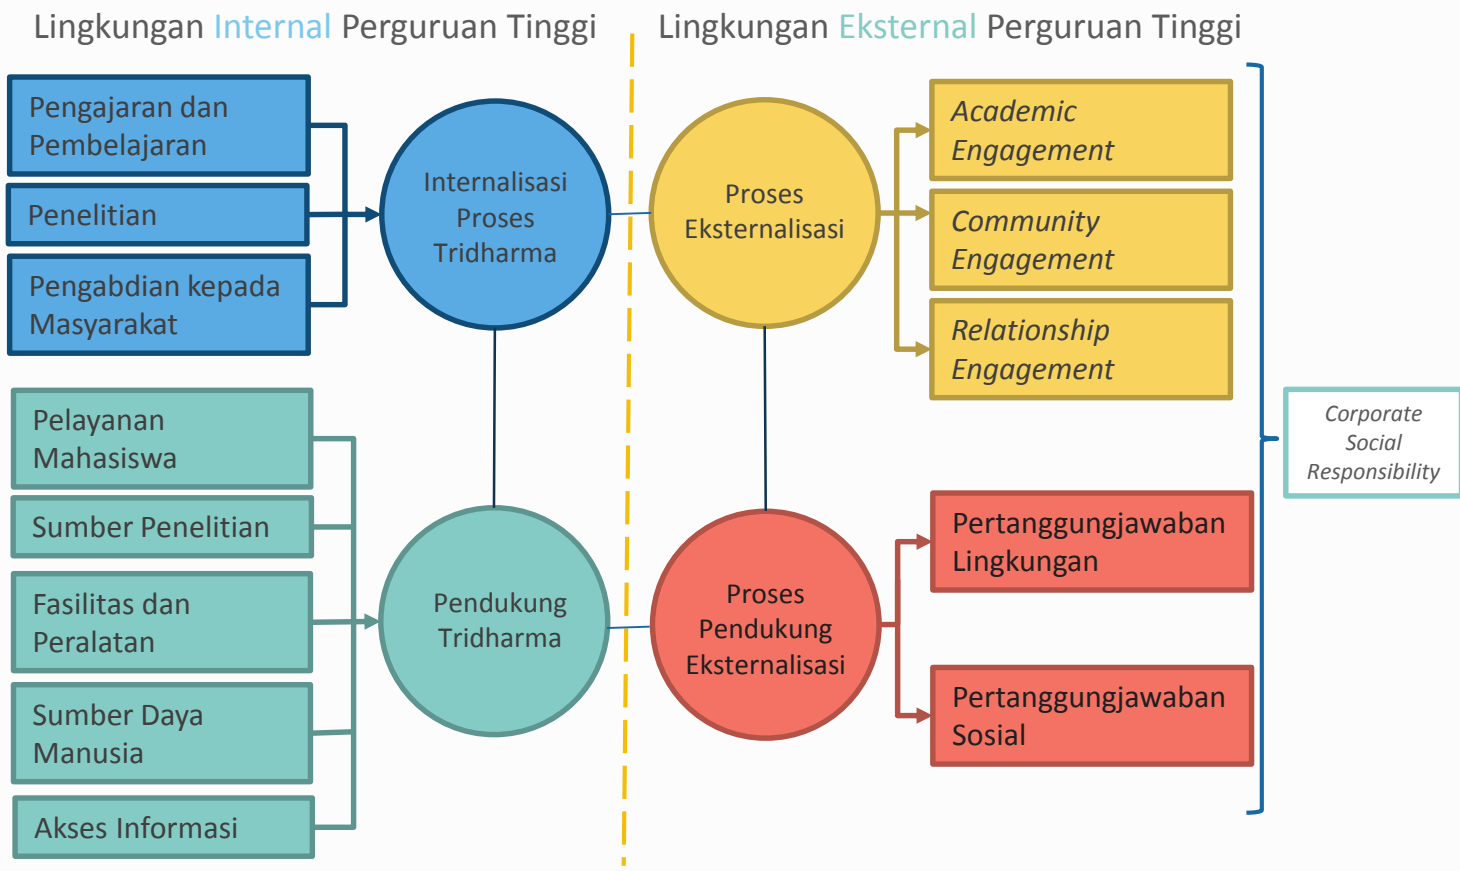 Lingkungan Internal Perguruan Tinggi
Lingkungan Eksternal Perguruan Tinggi
Pengajaran dan
Pembelajaran
Penelitian
Pengabdian kepada
Masyarakat
Internalisasi
Proses
Tridharma
Proses
Eksternalisasi
Academic
Engagement
Community
Engagement
Relationship
Engagement
Pelayanan
Mahasiswa
Sumber Penelitian
Fasilitas dan
Peralatan
Sumber Daya
Manusia
Akses Informasi
Pendukung
Tridharma
Proses
Pendukung
Eksternalisasi
Pertanggungjawaban
Lingkungan
Pertanggungjawaban
Sosial
Corporate
Social
Responsibility